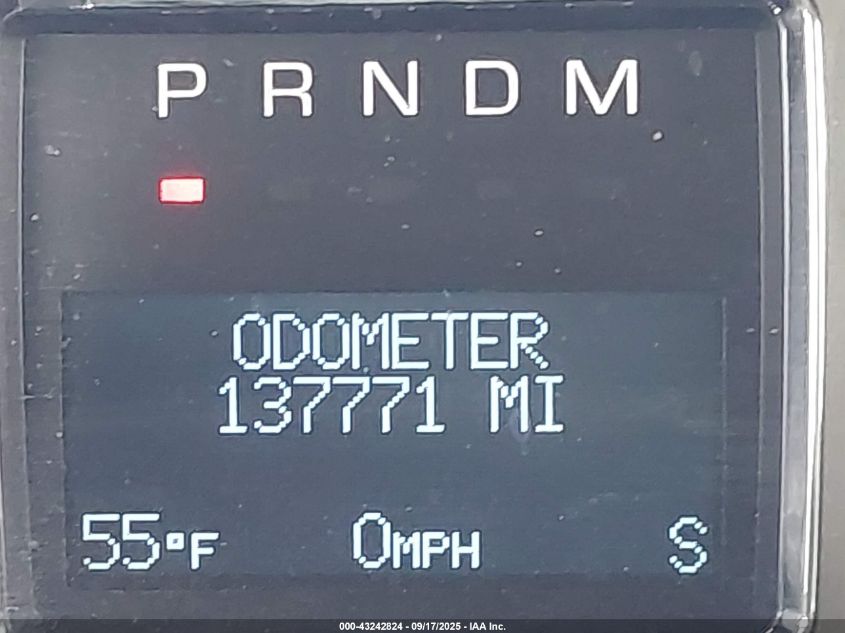 P R N D M
ODOMETER
137771 MI
55°F 0MPH S
000-43242824 - 09/17/2025 - IAA Inc.